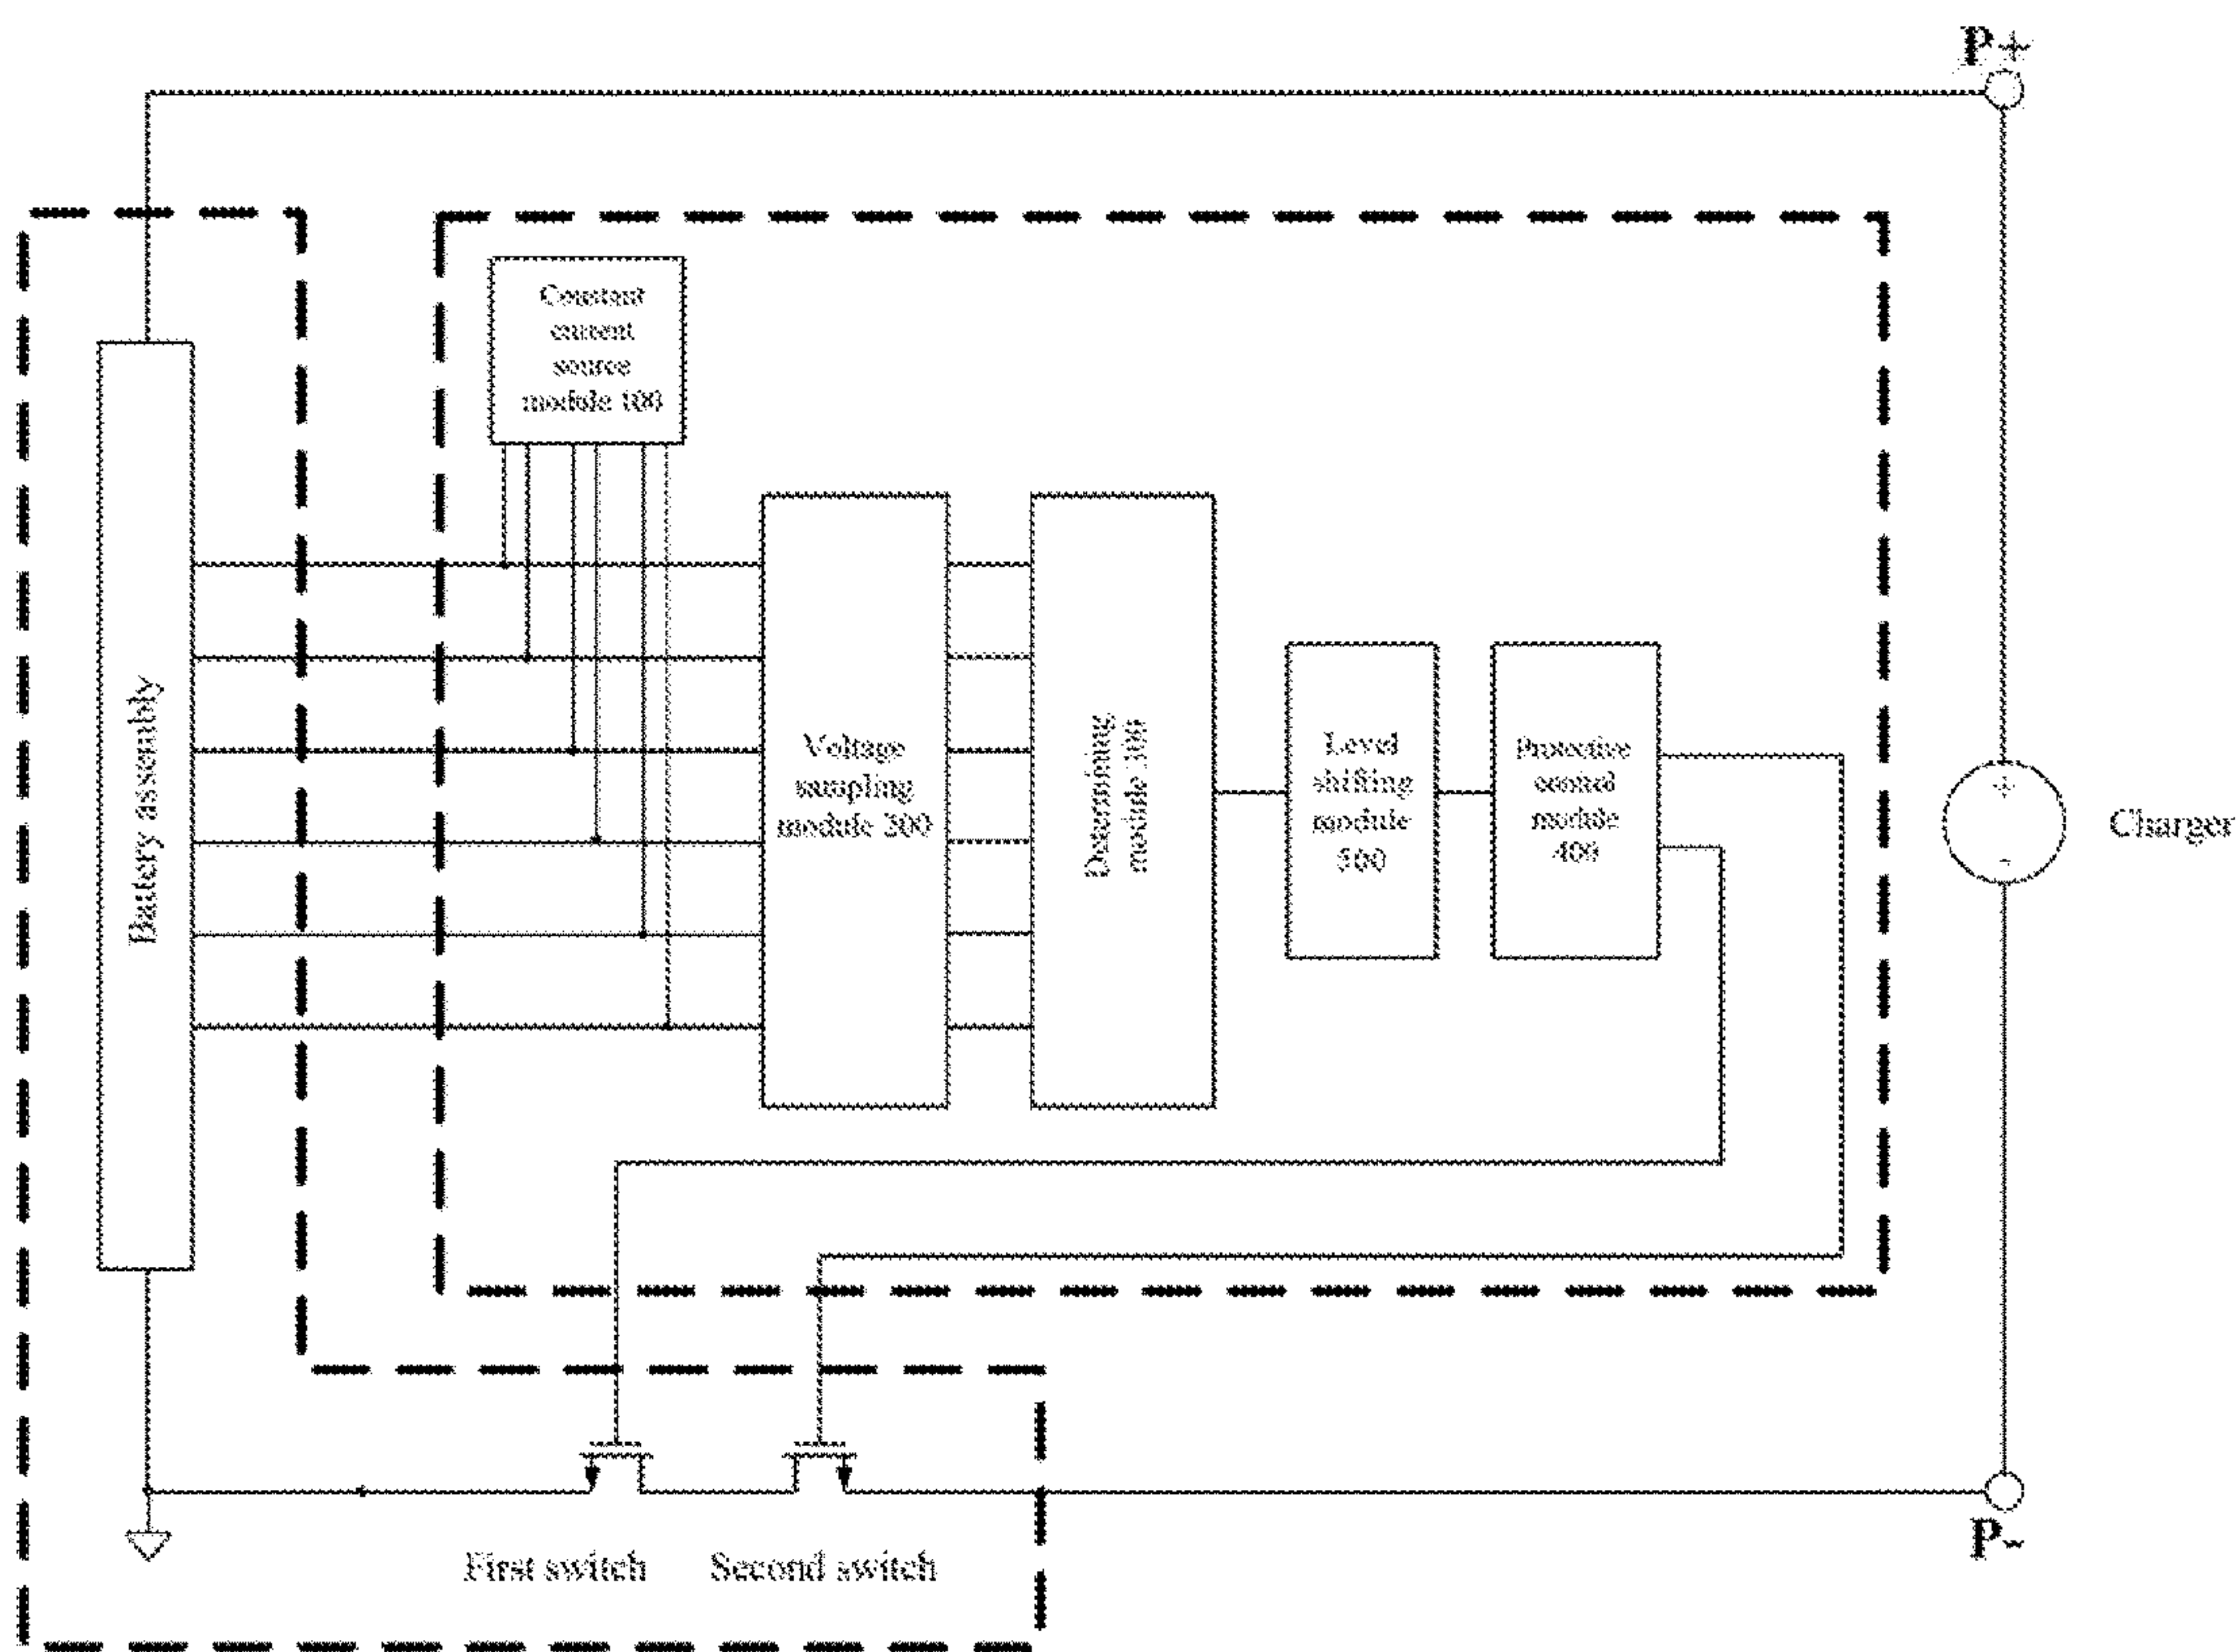 P+
Constant
current
source
module 100
Battery assembly
Voltage
sampling
module 200
Determining
module 300
Level
shifting
module
500
Protective
control
module
400
+
-
Charger
First switch
Second switch
P-